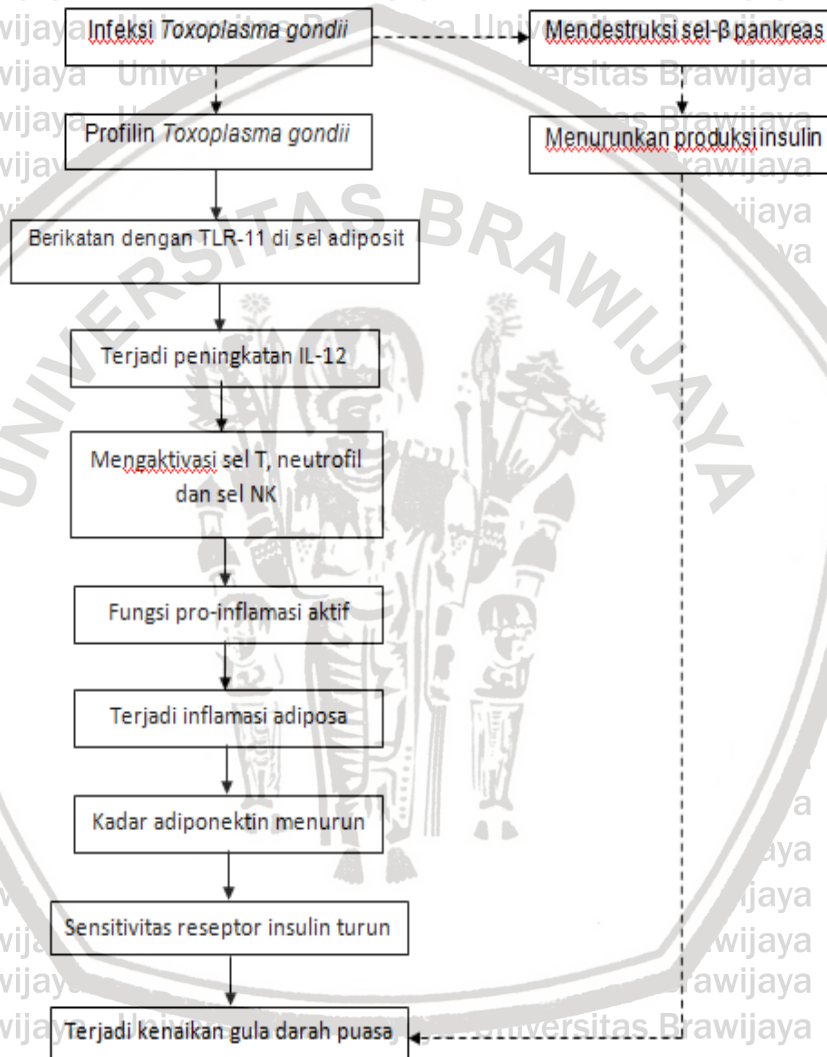 Infeksi Toxoplasma gondii
Mendestruksi sel-β pankreas
Profilin Toxoplasma gondii
Menurunkan produksi insulin
Berikatan dengan TLR-11 di sel adiposit
Terjadi peningkatan IL-12
Mengaktivasi sel T, neutrofil
dan sel NK
Fungsi pro-inflamasi aktif
Terjadi inflamasi adiposa
Kadar adiponektin menurun
Sensitivitas reseptor insulin turun
Terjadi kenaikan gula darah puasa
UNIVERSITAS BRAWIJAYA